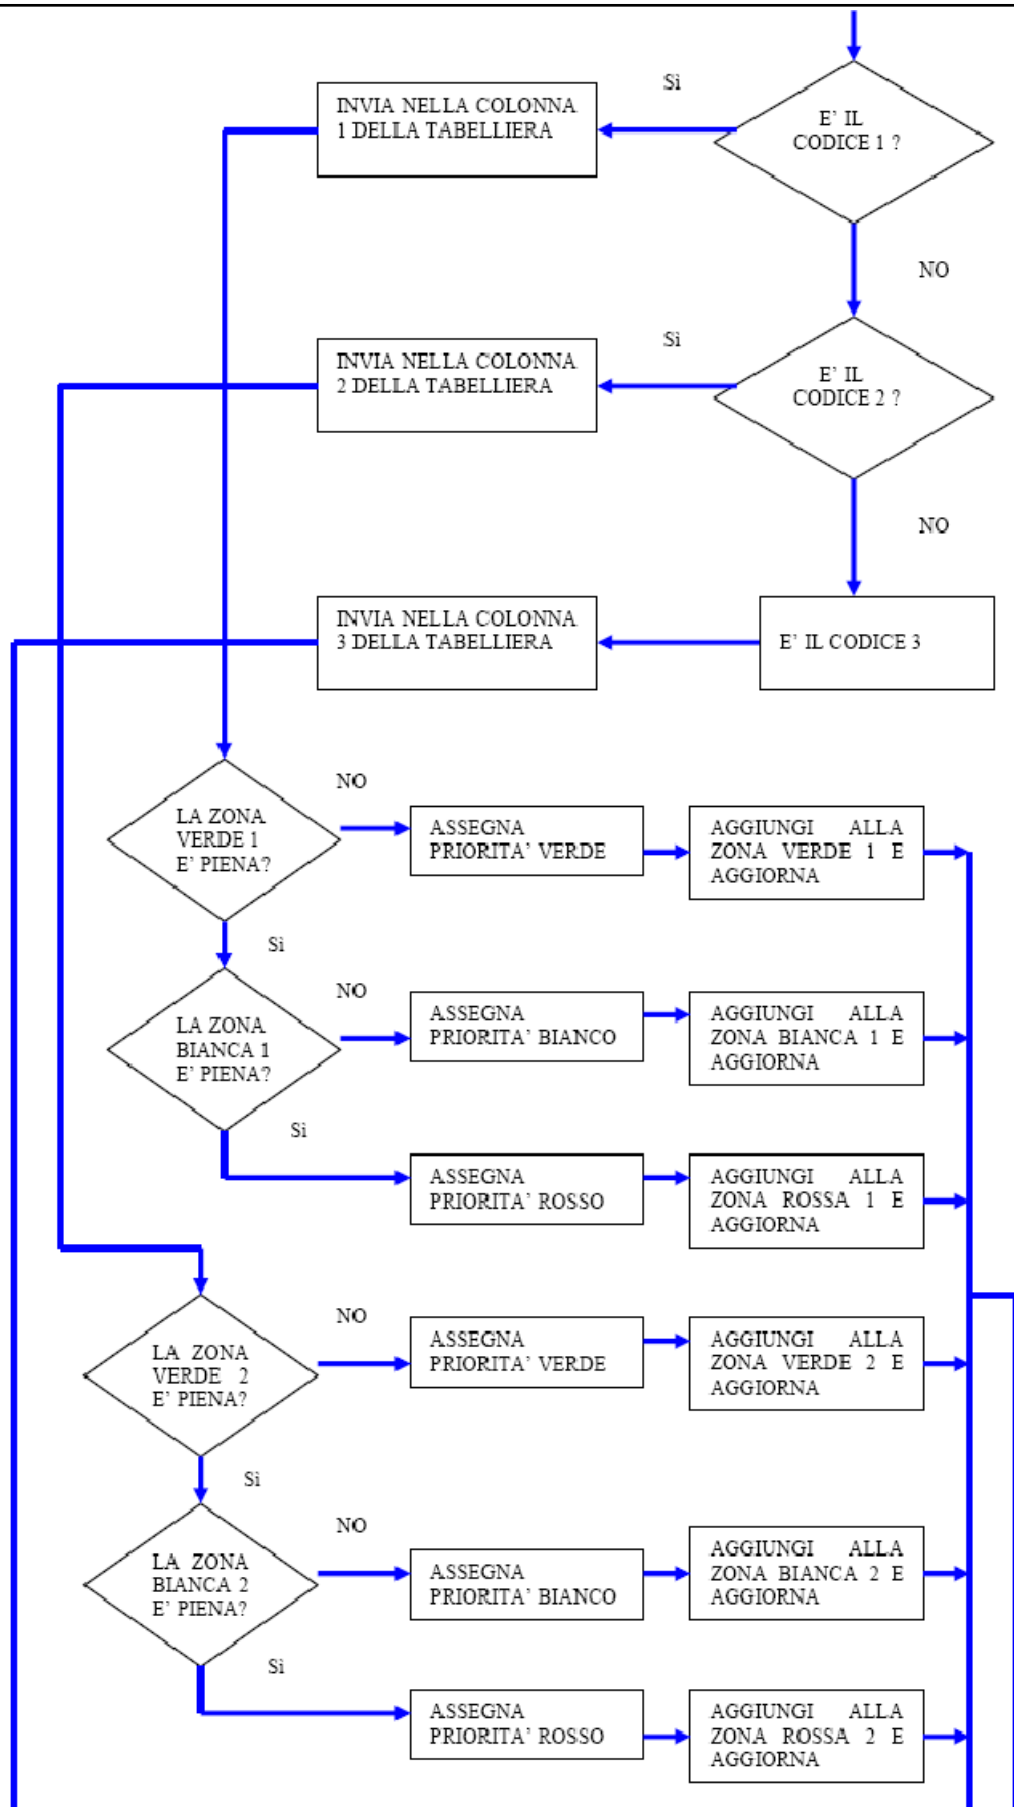 Sì
INVIA NELLA COLONNA
1 DELLA TABELLIERA
E' IL
CODICE 1 ?
NO
Sì
INVIA NELLA COLONNA
2 DELLA TABELLIERA
E' IL
CODICE 2 ?
NO
INVIA NELLA COLONNA
3 DELLA TABELLIERA
E' IL CODICE 3
NO
LA ZONA
VERDE 1
E' PIENA?
ASSEGNA
PRIORITA' VERDE
AGGIUNGI ALLA
ZONA VERDE 1 E
AGGIORNA
Sì
NO
LA ZONA
BIANCA 1
E' PIENA?
ASSEGNA
PRIORITA' BIANCO
AGGIUNGI ALLA
ZONA BIANCA 1 E
AGGIORNA
Sì
ASSEGNA
PRIORITA' ROSSO
AGGIUNGI ALLA
ZONA ROSSA 1 E
AGGIORNA
NO
LA ZONA
VERDE 2
E' PIENA?
ASSEGNA
PRIORITA' VERDE
AGGIUNGI ALLA
ZONA VERDE 2 E
AGGIORNA
Sì
NO
LA ZONA
BIANCA 2
E' PIENA?
ASSEGNA
PRIORITA' BIANCO
AGGIUNGI ALLA
ZONA BIANCA 2 E
AGGIORNA
Sì
ASSEGNA
PRIORITA' ROSSO
AGGIUNGI ALLA
ZONA ROSSA 2 E
AGGIORNA